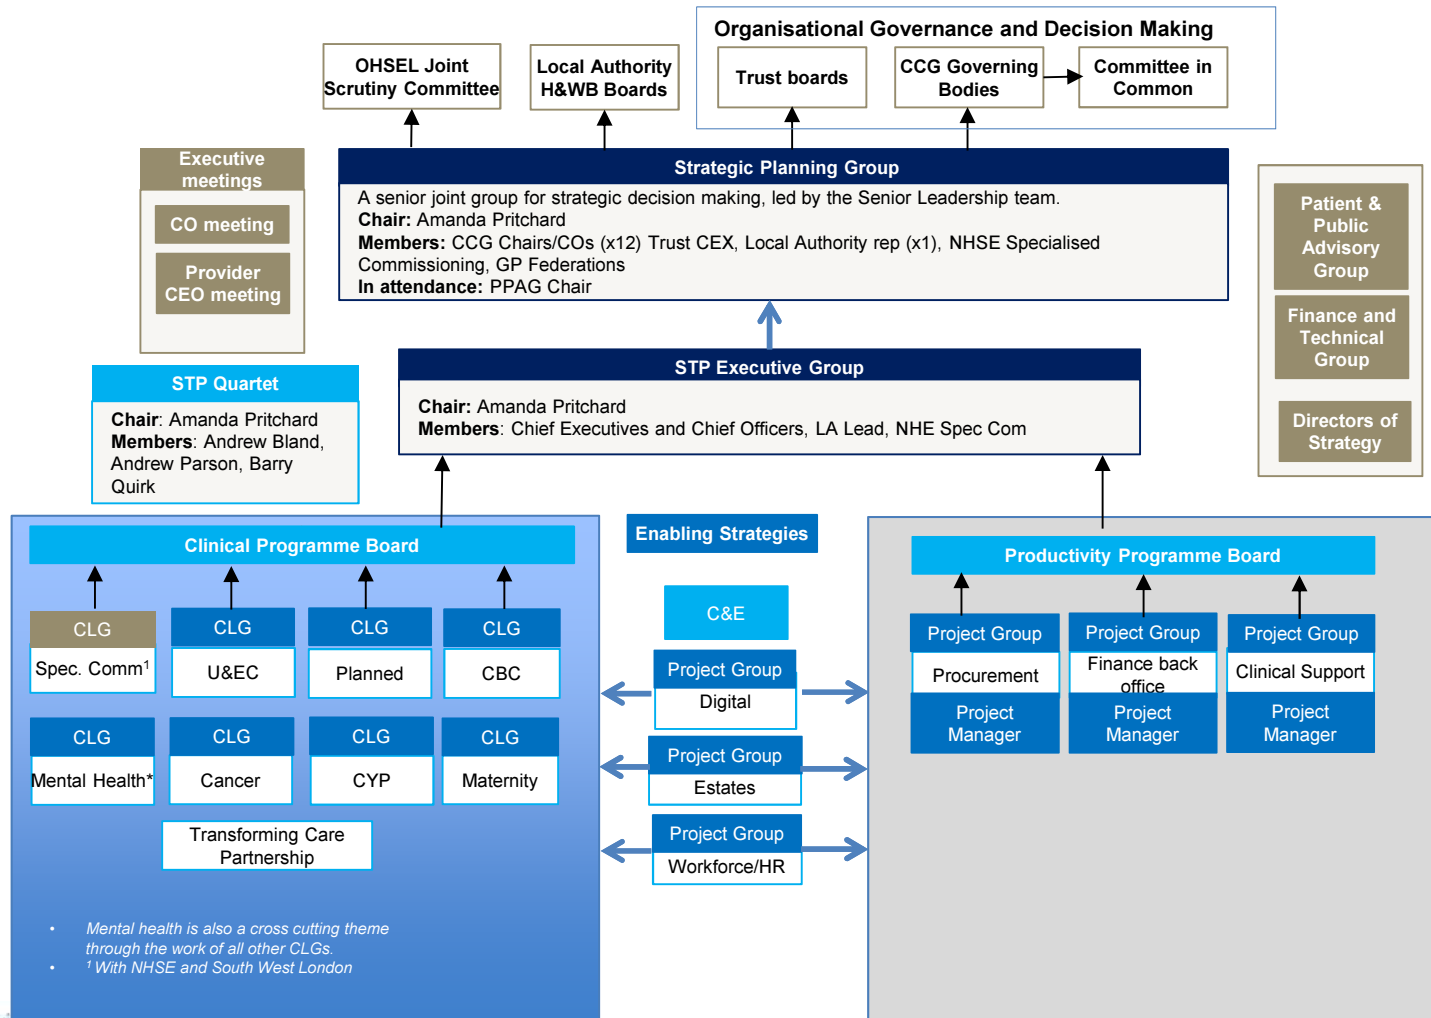 Organisational Governance and Decision Making
OHSEL Joint
Scrutiny Committee
Local Authority
H&WB Boards
Trust boards
CCG Governing
Bodies
Committee in
Common
Executive
meetings
CO meeting
Provider
CEO meeting
Strategic Planning Group
A senior joint group for strategic decision making, led by the Senior Leadership team.
Chair: Amanda Pritchard
Members: CCG Chairs/COs (x12) Trust CEX, Local Authority rep (x1), NHSE Specialised
Commissioning, GP Federations
In attendance: PPAG Chair
Patient &
Public
Advisory
Group
Finance and
Technical
Group
Directors of
Strategy
STP Quartet
Chair: Amanda Pritchard
Members: Andrew Bland,
Andrew Parson, Barry
Quirk
STP Executive Group
Chair: Amanda Pritchard
Members: Chief Executives and Chief Officers, LA Lead, NHE Spec Com
Clinical Programme Board
CLG
Spec. Comm1
CLG
U&EC
CLG
Planned
CLG
CBC
CLG
Mental Health*
CLG
Cancer
CLG
CYP
CLG
Maternity
Transforming Care
Partnership
• Mental health is also a cross cutting theme
through the work of all other CLGs.
• 1 With NHSE and South West London
Enabling Strategies
C&E
Project Group
Digital
Project Group
Estates
Project Group
Workforce/HR
Productivity Programme Board
Project Group
Procurement
Project
Manager
Project Group
Finance back
office
Project
Manager
Project Group
Clinical Support
Project
Manager